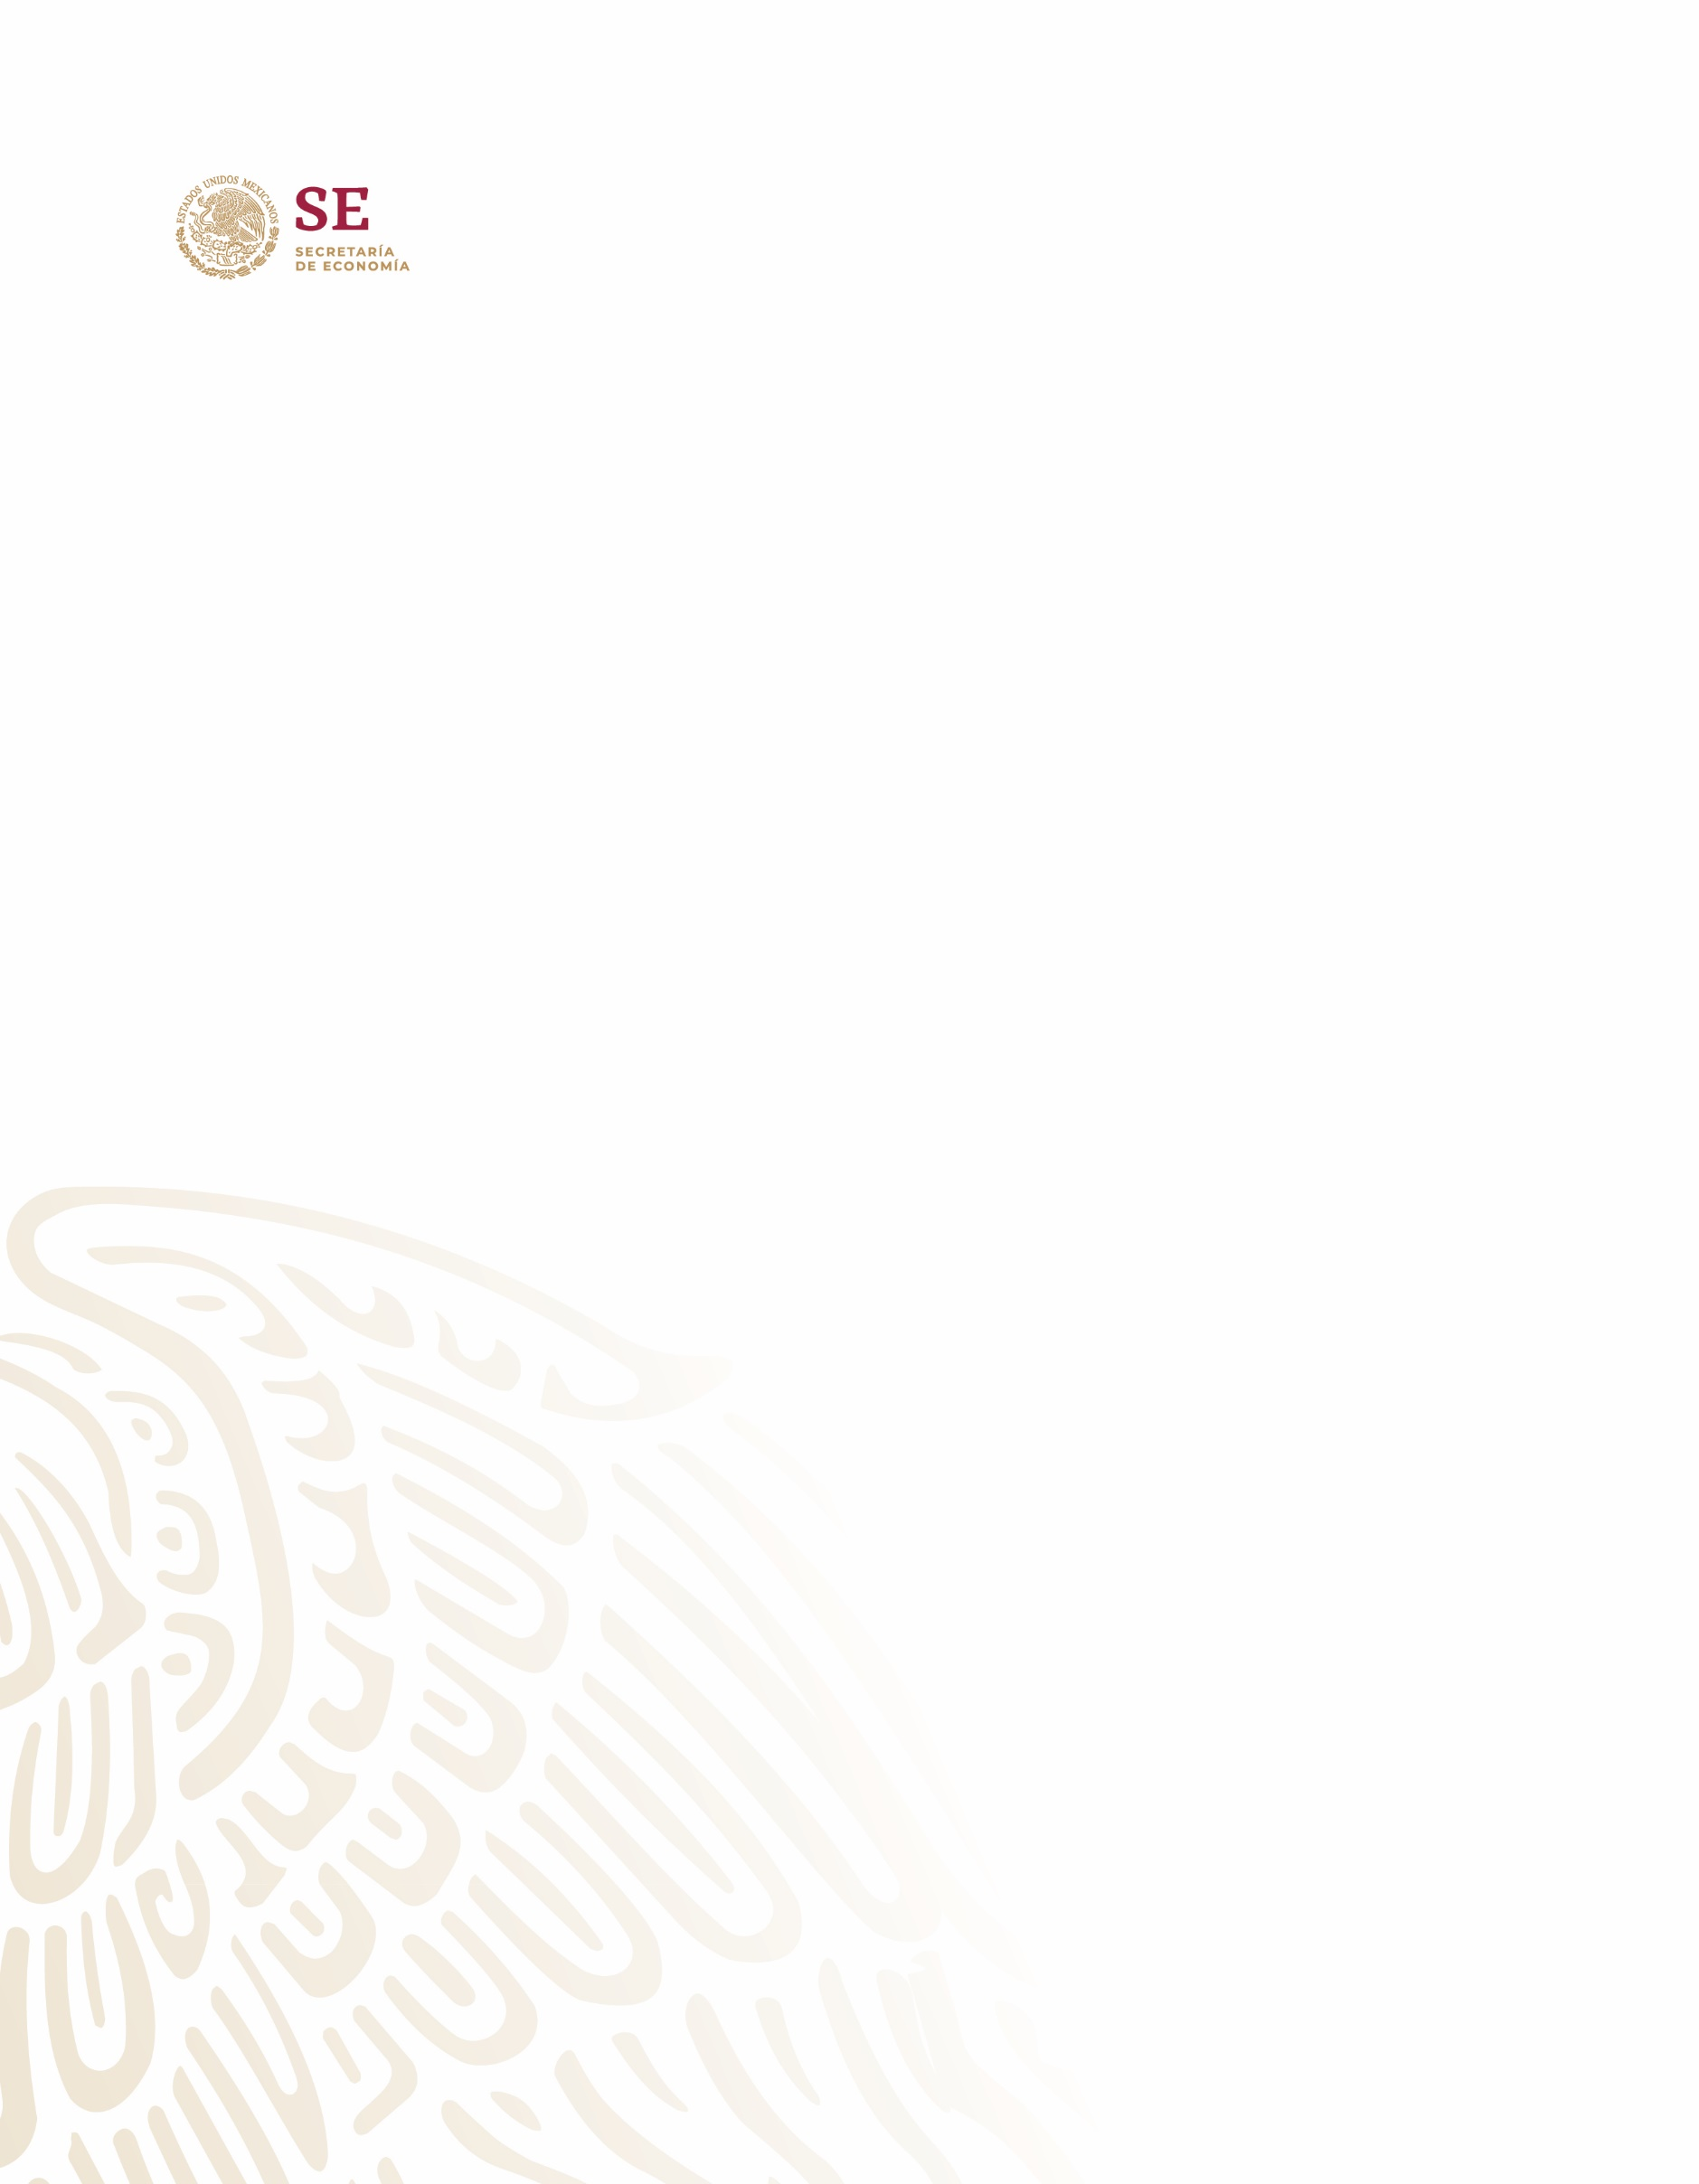 ESTADOS UNIDOS MEXICANOS
SE
SECRETARÍA
DE ECONOMÍA